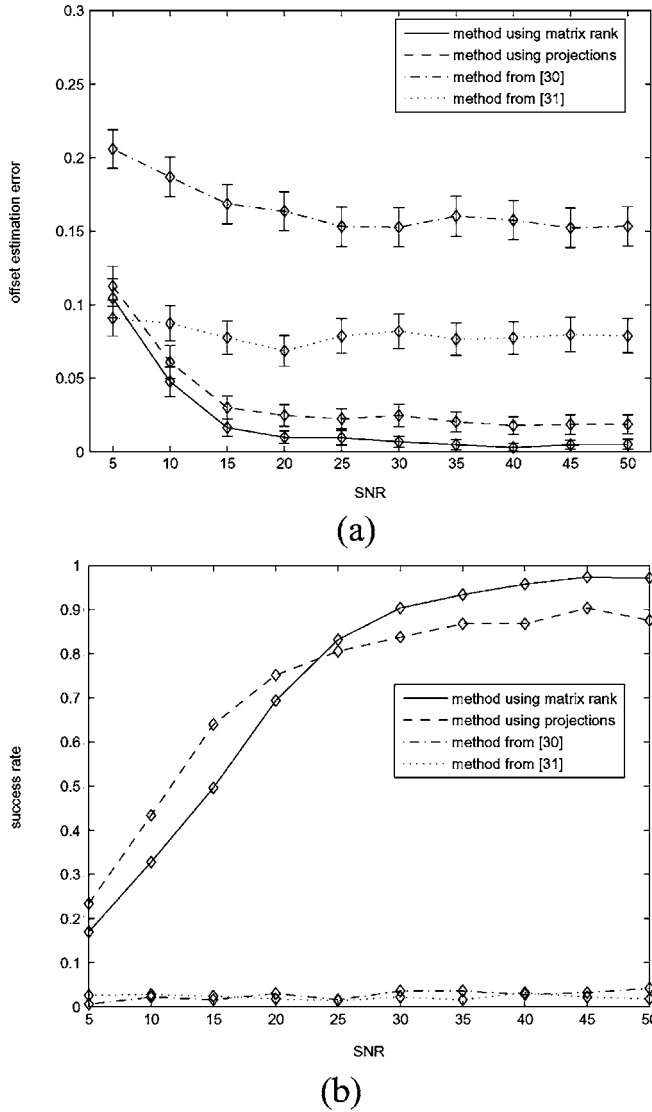 0.3
0.25
0.2
0.15
0.1
0.05
0
offset estimation error
method using matrix rank
method using projections
method from [30]
method from [31]
5 10 15 20 25 30 35 40 45 50
SNR
(a)
1
0.9
0.8
0.7
0.6
0.5
0.4
0.3
0.2
0.1
0
success rate
method using matrix rank
method using projections
method from [30]
method from [31]
5 10 15 20 25 30 35 40 45 50
SNR
(b)